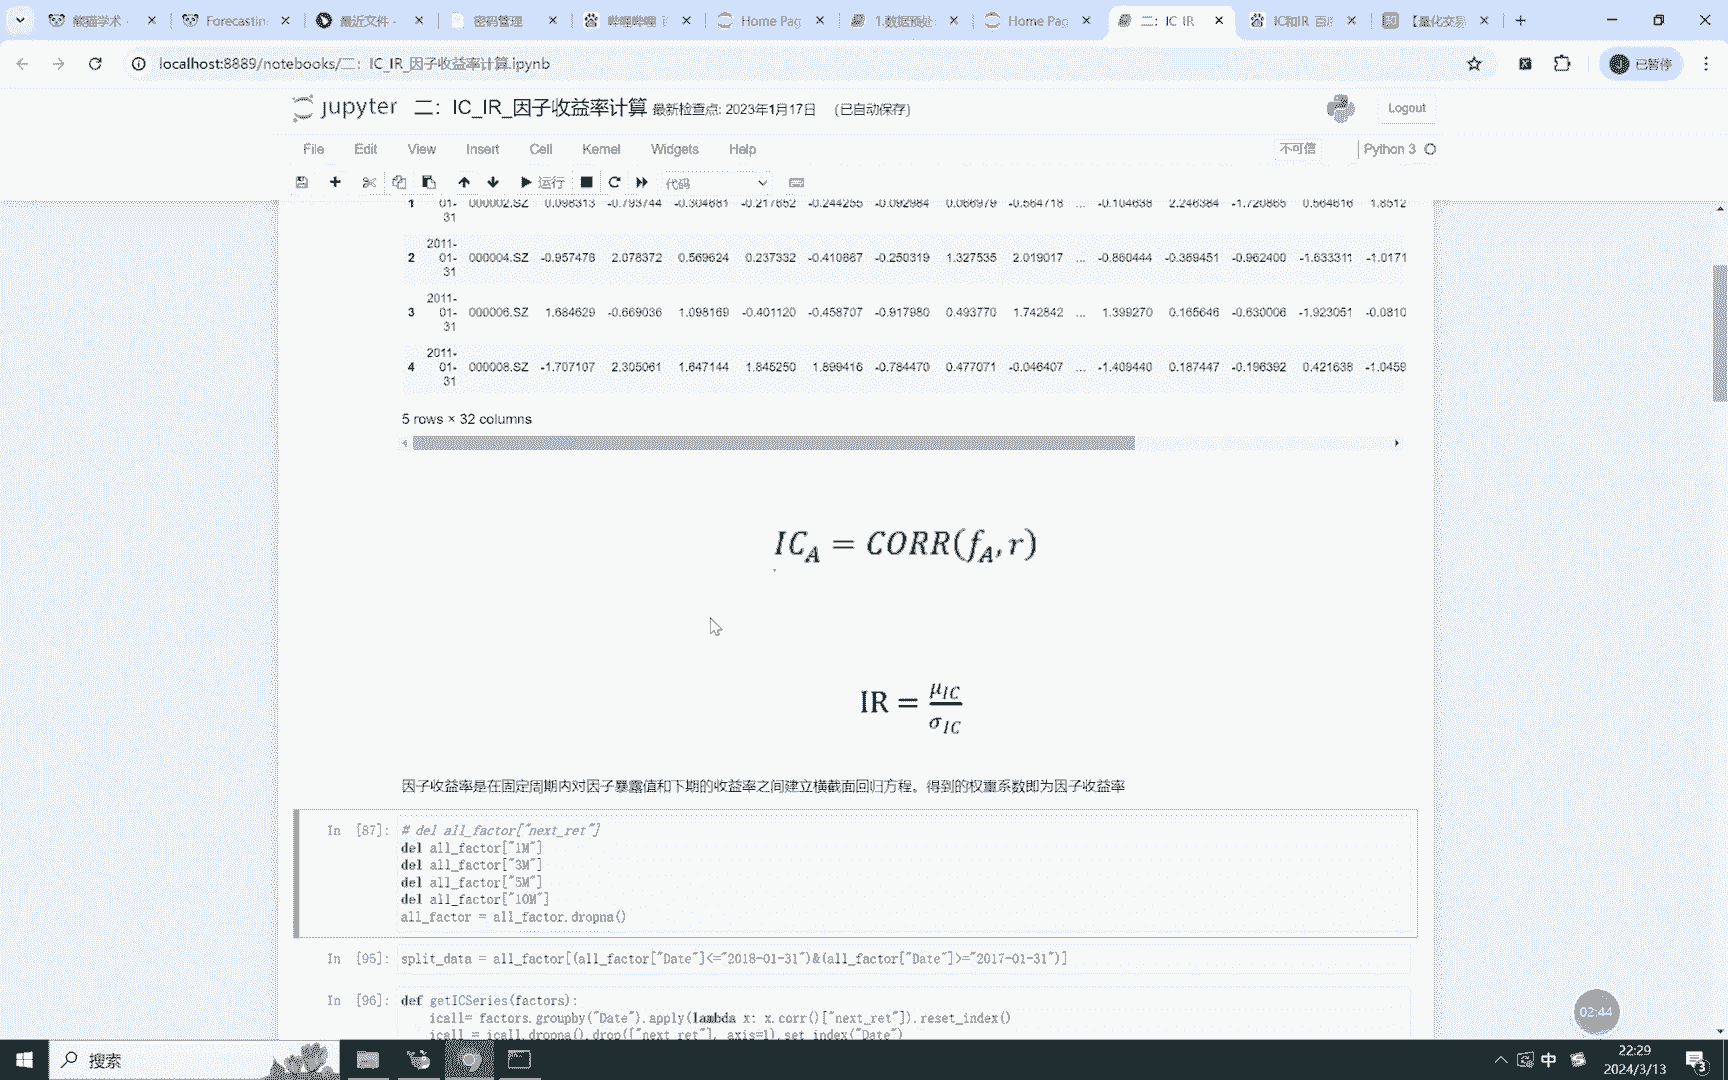 熊猫学术
Forecastin
最近文件 -
密码管理
哔哩哔哩
Home Pag
1.数据预处
Home Pag
二：IC IR
IC和IR 百
【量化交易
localhost:8889/notebooks/二：IC_IR_因子收益率计算.ipynb
已暂停
jupyter 二：IC_IR_因子收益率计算 最新检查点: 2023年1月17日 (已自动保存)
Logout
File Edit View Insert Cell Kernel Widgets Help
不可信 Python 3
运行 代码
1 01-31 000002.SZ 0.098313 -0.793744 -0.304681 -0.217652 -0.244255 -0.092984 0.066979 -0.564718 ... -0.104638 2.246384 -1.720865 0.564616 1.8512
2011-
2 01- 000004.SZ -0.957476 2.078372 0.569624 0.237332 -0.410667 -0.250319 1.327535 2.019017 ... -0.860444 -0.369451 -0.962400 -1.633311 -1.0171
31
2011-
3 01- 000006.SZ 1.684629 -0.669036 1.098169 -0.401120 -0.458707 -0.917980 0.493770 1.742842 ... 1.399270 0.165646 -0.630006 -1.923051 -0.0810
31
2011-
4 01- 000008.SZ -1.707107 2.305061 1.647144 1.845250 1.899416 -0.784470 0.477071 -0.046407 ... -1.409440 0.187447 -0.196392 0.421638 -1.0459
31
5 rows × 32 columns
IC_A = CORR(f_A, r)
IR = μ_IC / σ_IC
因子收益率是在固定周期内对因子暴露值和下期的收益率之间建立横截面回归方程。得到的权重系数即为因子收益率
In [87]: # del all_factor["next_ret"]
del all_factor["1M"]
del all_factor["3M"]
del all_factor["5M"]
del all_factor["10M"]
all_factor = all_factor.dropna()
In [95]: split_data = all_factor[(all_factor["Date"]<="2018-01-31")&(all_factor["Date"]>="2017-01-31")]
In [96]: def getICSeries(factors):
icall= factors.groupby("Date").apply(lambda x: x.corr()["next_ret"]).reset_index()
icall = icall.dropna().drop(["next_ret"], axis=1).set_index("Date")
02:44
搜索
中
22:29
2024/3/13
3